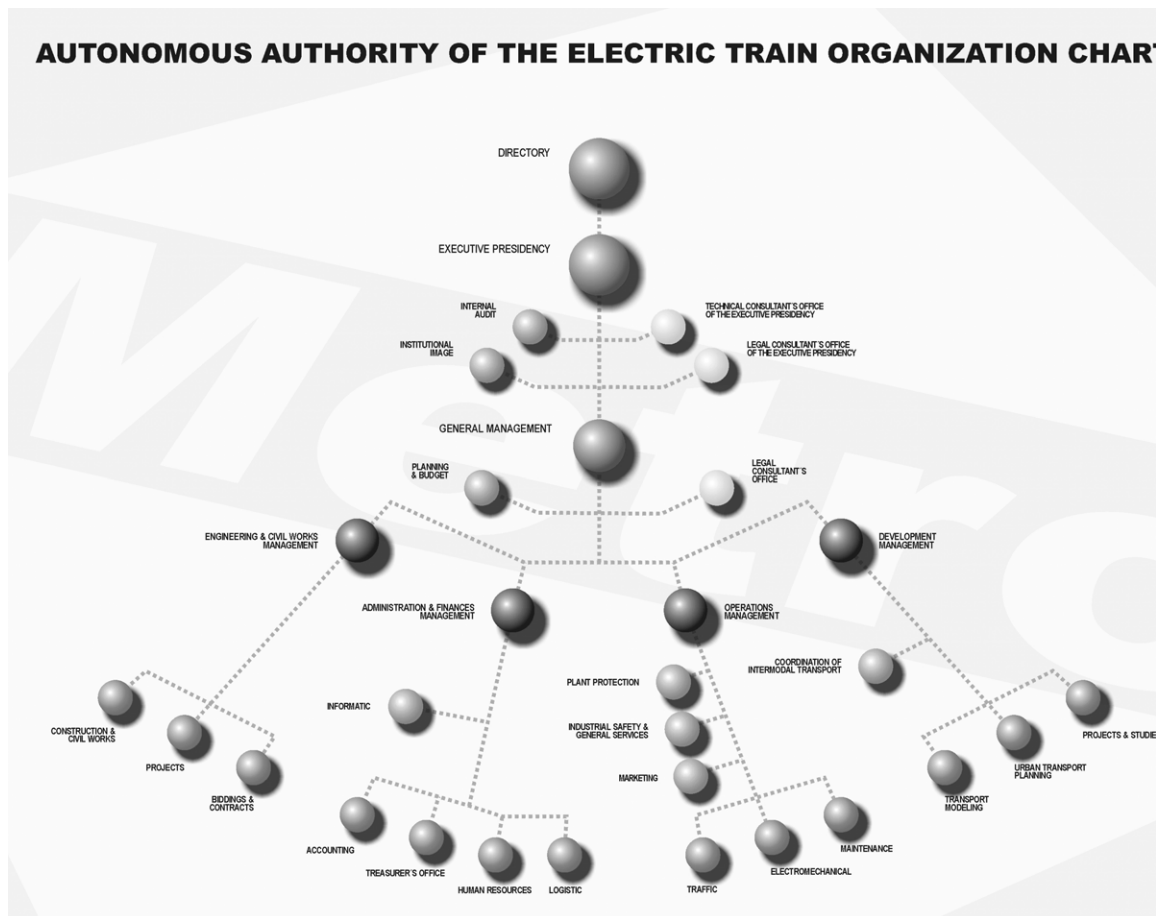 AUTONOMOUS AUTHORITY OF THE ELECTRIC TRAIN ORGANIZATION CHART
DIRECTORY
EXECUTIVE PRESIDENCY
INTERNAL
AUDIT
TECHNICAL CONSULTANT´S OFFICE
OF THE EXECUTIVE PRESIDENCY
INSTITUTIONAL
IMAGE
LEGAL CONSULTANT´S OFFICE
OF THE EXECUTIVE PRESIDENCY
GENERAL MANAGEMENT
PLANNING
& BUDGET
LEGAL
CONSULTANT´S
OFFICE
ENGINEERING & CIVIL WORKS
MANAGEMENT
DEVELOPMENT
MANAGEMENT
ADMINISTRATION & FINANCES
MANAGEMENT
OPERATIONS
MANAGEMENT
COORDINATION OF
INTERMODAL TRANSPORT
PLANT PROTECTION
INFORMATIC
INDUSTRIAL SAFETY &
GENERAL SERVICES
MARKETING
CONSTRUCTION &
CIVIL WORKS
PROJECTS
BIDDINGS &
CONTRACTS
PROJECTS & STUDIE
URBAN TRANSPORT
PLANNING
TRANSPORT
MODELING
ACCOUNTING
TREASURER´S OFFICE
HUMAN RESOURCES
LOGISTIC
TRAFFIC
ELECTROMECHANICAL
MAINTENANCE
Metro